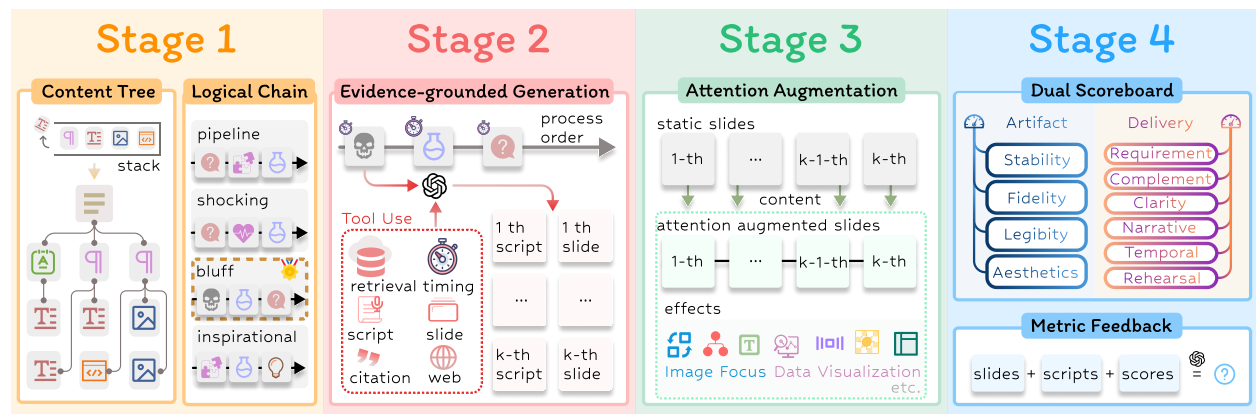 Stage 1
Content Tree
stack
Logical Chain
pipeline
shocking
bluff
inspirational
Stage 2
Evidence-grounded Generation
process
order
Tool Use
retrieval timing
script
slide
citation
web
1 th
script
1 th
slide
...
...
k-th
script
k-th
slide
Stage 3
Attention Augmentation
static slides
1-th
...
k-1-th
k-th
content
attention augmented slides
1-th
...
k-1-th
k-th
effects
Image Focus Data Visualization
etc.
Stage 4
Dual Scoreboard
Artifact
Stability
Fidelity
Legibity
Aesthetics
Delivery
Requirement
Complement
Clarity
Narrative
Temporal
Rehearsal
Metric Feedback
slides + scripts + scores = ?